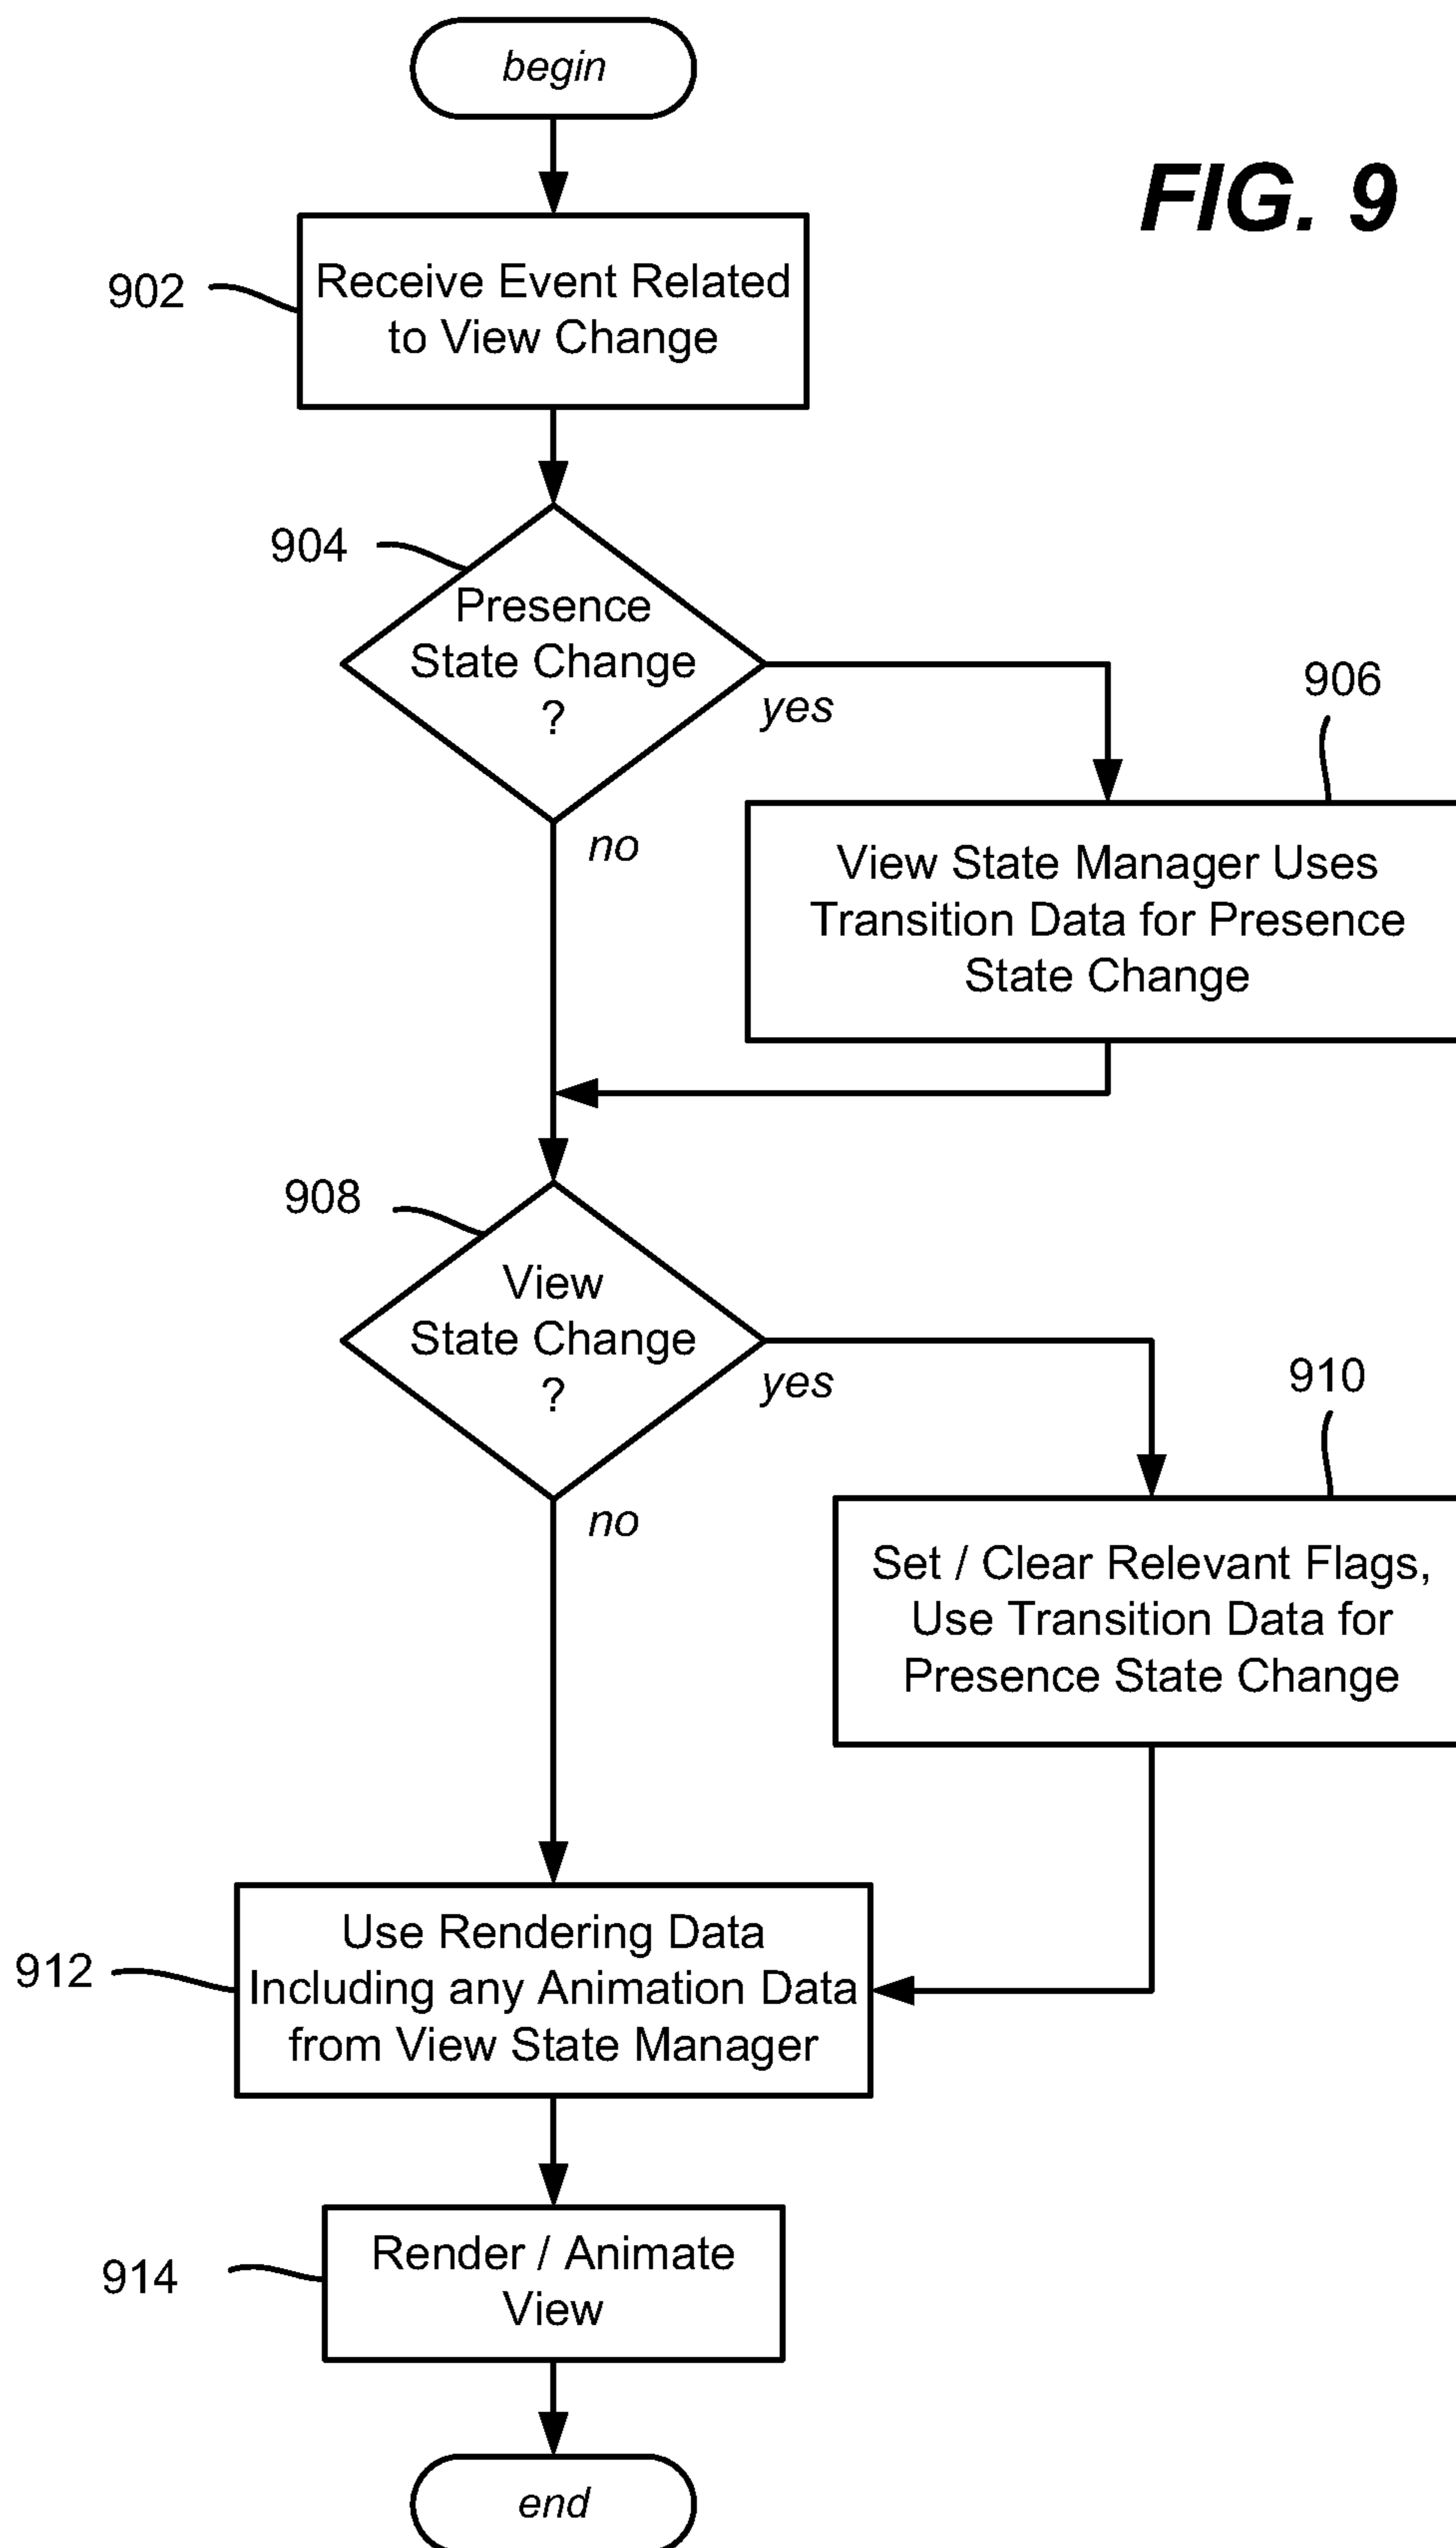 begin
FIG. 9
902
Receive Event Related
to View Change
904
Presence
State Change
?
yes
no
906
View State Manager Uses
Transition Data for Presence
State Change
908
View
State Change
?
yes
no
910
Set / Clear Relevant Flags,
Use Transition Data for
Presence State Change
912
Use Rendering Data
Including any Animation Data
from View State Manager
914
Render / Animate
View
end